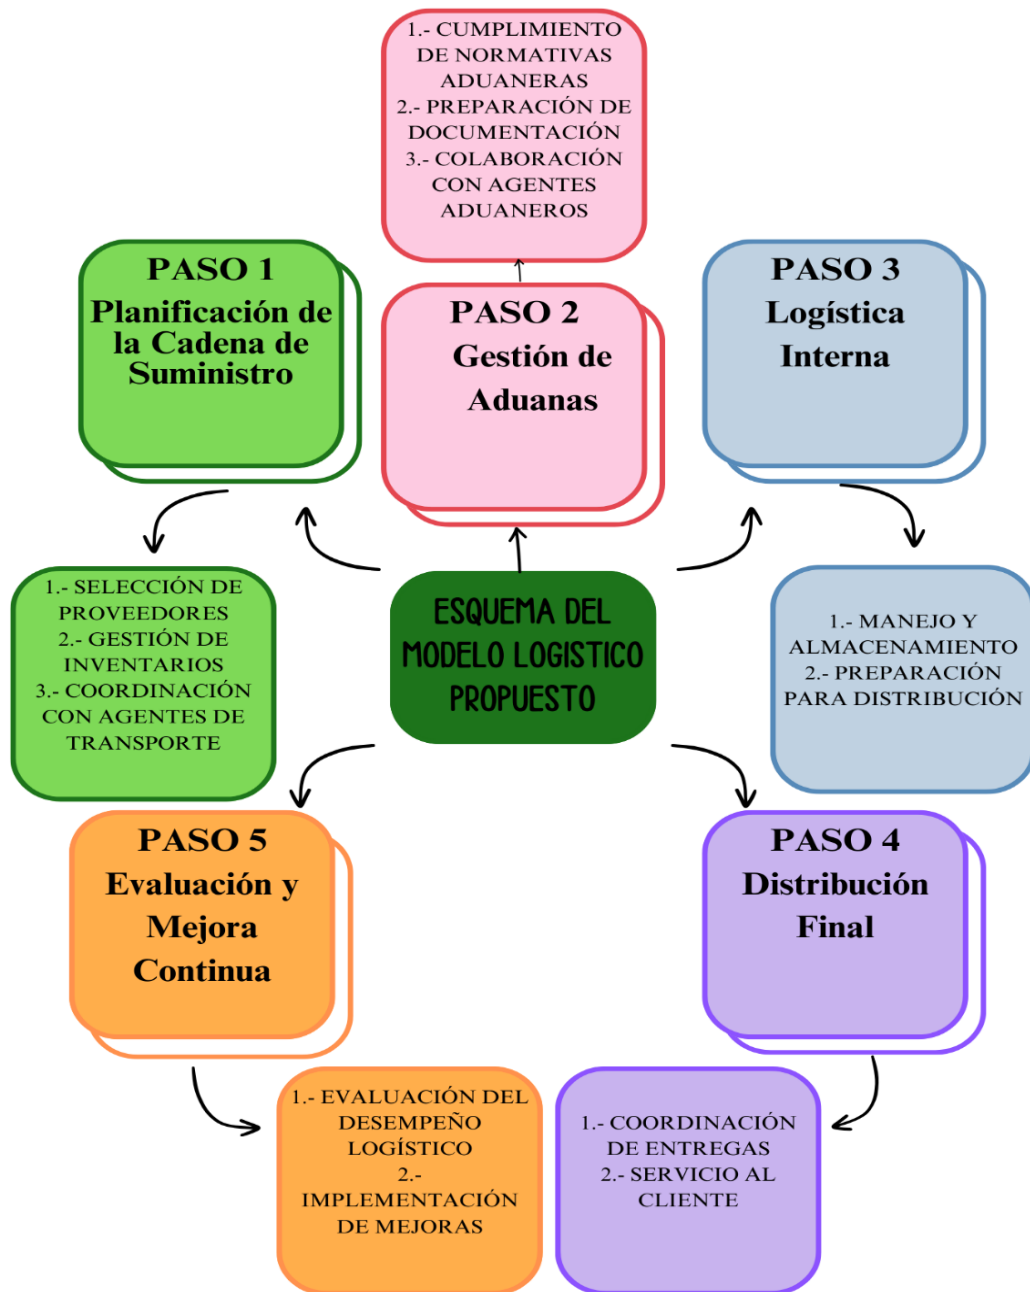 1.- CUMPLIMIENTO
DE NORMATIVAS
ADUANERAS
2.- PREPARACIÓN DE
DOCUMENTACIÓN
3.- COLABORACIÓN
CON AGENTES
ADUANEROS
PASO 1
Planificación de
la Cadena de
Suministro
PASO 2
Gestión de
Aduanas
PASO 3
Logística
Interna
1.- SELECCIÓN DE
PROVEEDORES
2.- GESTIÓN DE
INVENTARIOS
3.- COORDINACIÓN
CON AGENTES DE
TRANSPORTE
ESQUEMA DEL
MODELO LOGISTICO
PROPUESTO
1.- MANEJO Y
ALMACENAMIENTO
2.- PREPARACIÓN
PARA DISTRIBUCIÓN
PASO 5
Evaluación y
Mejora
Continua
PASO 4
Distribución
Final
1.- EVALUACIÓN DEL
DESEMPEÑO
LOGÍSTICO
2.-
IMPLEMENTACIÓN
DE MEJORAS
1.- COORDINACIÓN
DE ENTREGAS
2.- SERVICIO AL
CLIENTE